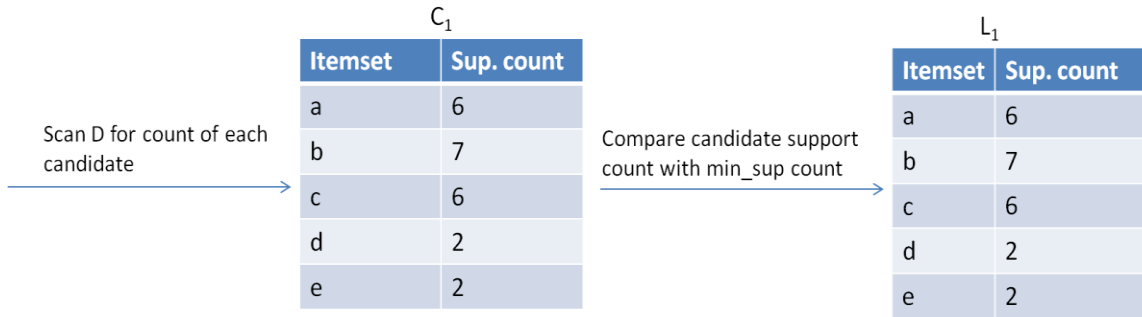 C1
L1
Itemset Sup. count
Itemset Sup. count
a 6
a 6
Scan D for count of each
candidate
b 7
Compare candidate support
count with min_sup count
b 7
c 6
c 6
d 2
d 2
e 2
e 2